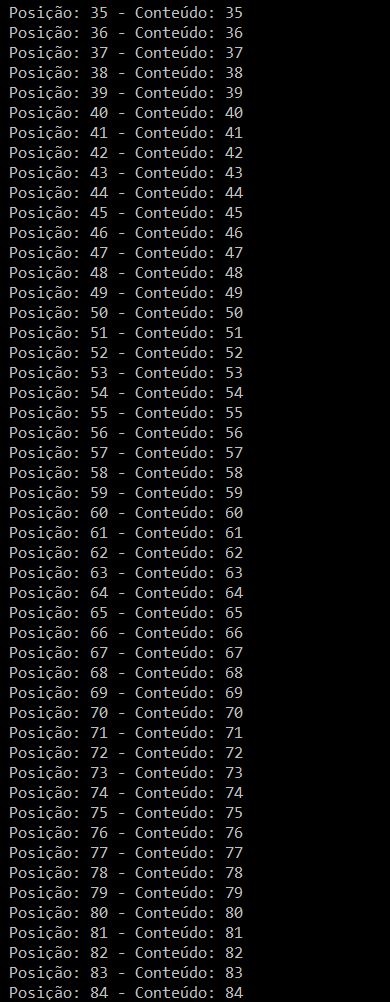 Posição: 35 - Conteúdo: 35
Posição: 36 - Conteúdo: 36
Posição: 37 - Conteúdo: 37
Posição: 38 - Conteúdo: 38
Posição: 39 - Conteúdo: 39
Posição: 40 - Conteúdo: 40
Posição: 41 - Conteúdo: 41
Posição: 42 - Conteúdo: 42
Posição: 43 - Conteúdo: 43
Posição: 44 - Conteúdo: 44
Posição: 45 - Conteúdo: 45
Posição: 46 - Conteúdo: 46
Posição: 47 - Conteúdo: 47
Posição: 48 - Conteúdo: 48
Posição: 49 - Conteúdo: 49
Posição: 50 - Conteúdo: 50
Posição: 51 - Conteúdo: 51
Posição: 52 - Conteúdo: 52
Posição: 53 - Conteúdo: 53
Posição: 54 - Conteúdo: 54
Posição: 55 - Conteúdo: 55
Posição: 56 - Conteúdo: 56
Posição: 57 - Conteúdo: 57
Posição: 58 - Conteúdo: 58
Posição: 59 - Conteúdo: 59
Posição: 60 - Conteúdo: 60
Posição: 61 - Conteúdo: 61
Posição: 62 - Conteúdo: 62
Posição: 63 - Conteúdo: 63
Posição: 64 - Conteúdo: 64
Posição: 65 - Conteúdo: 65
Posição: 66 - Conteúdo: 66
Posição: 67 - Conteúdo: 67
Posição: 68 - Conteúdo: 68
Posição: 69 - Conteúdo: 69
Posição: 70 - Conteúdo: 70
Posição: 71 - Conteúdo: 71
Posição: 72 - Conteúdo: 72
Posição: 73 - Conteúdo: 73
Posição: 74 - Conteúdo: 74
Posição: 75 - Conteúdo: 75
Posição: 76 - Conteúdo: 76
Posição: 77 - Conteúdo: 77
Posição: 78 - Conteúdo: 78
Posição: 79 - Conteúdo: 79
Posição: 80 - Conteúdo: 80
Posição: 81 - Conteúdo: 81
Posição: 82 - Conteúdo: 82
Posição: 83 - Conteúdo: 83
Posição: 84 - Conteúdo: 84